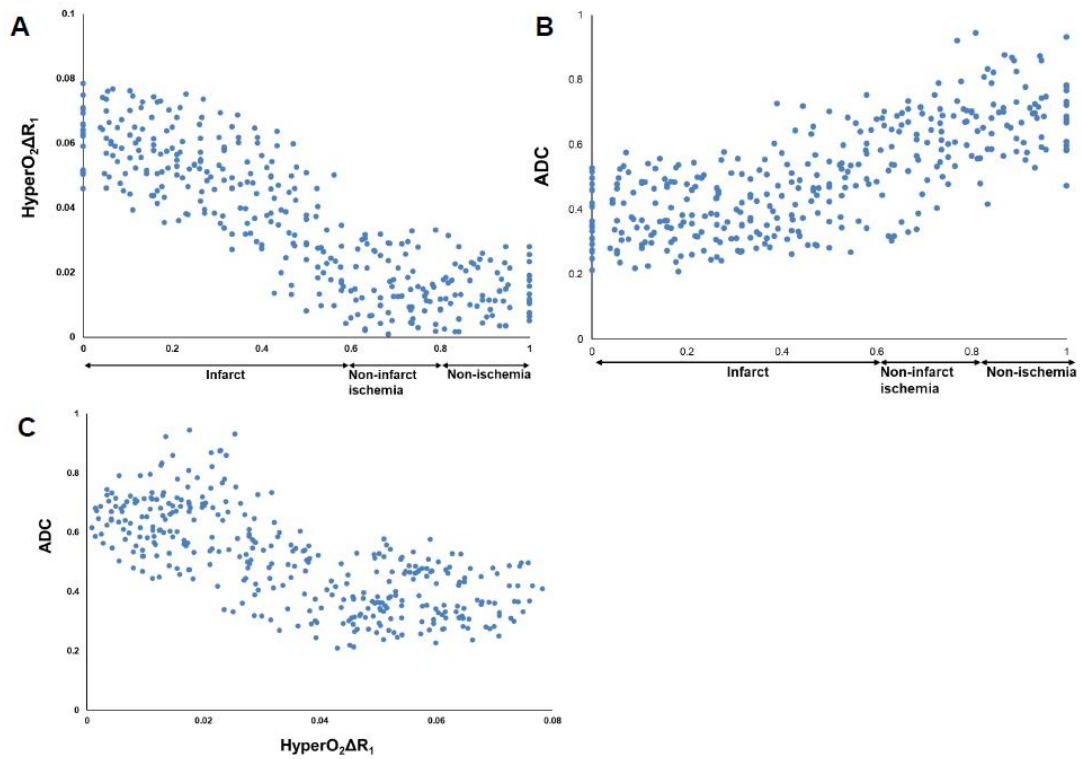 A
0.1
0.08
0.06
0.04
0.02
0
HyperO₂ΔR₁
0 0.2 0.4 0.6 0.8 1
Infarct Non-infarct Non-ischemia
ischemia
B
1
0.8
0.6
0.4
0.2
0
ADC
0 0.2 0.4 0.6 0.8 1
Infarct Non-infarct Non-ischemia
ischemia
C
1
0.8
0.6
0.4
0.2
0
ADC
0 0.02 0.04 0.06 0.08
HyperO₂ΔR₁